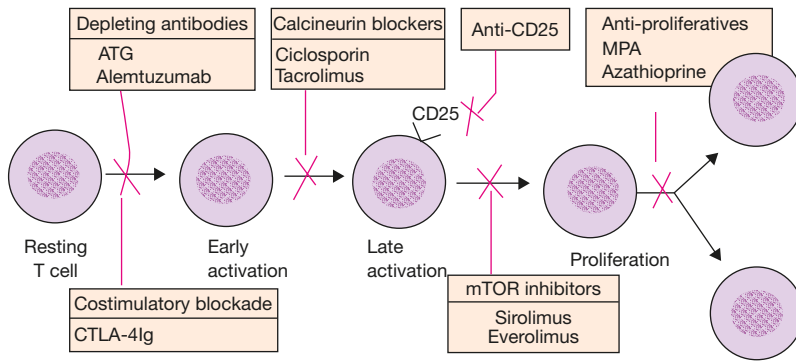 Depleting antibodies
ATG
Alemtuzumab
Calcineurin blockers
Ciclosporin
Tacrolimus
Anti-CD25
Anti-proliferatives
MPA
Azathioprine
CD25
Resting
T cell
Early
activation
Late
activation
Proliferation
Costimulatory blockade
CTLA-4Ig
mTOR inhibitors
Sirolimus
Everolimus